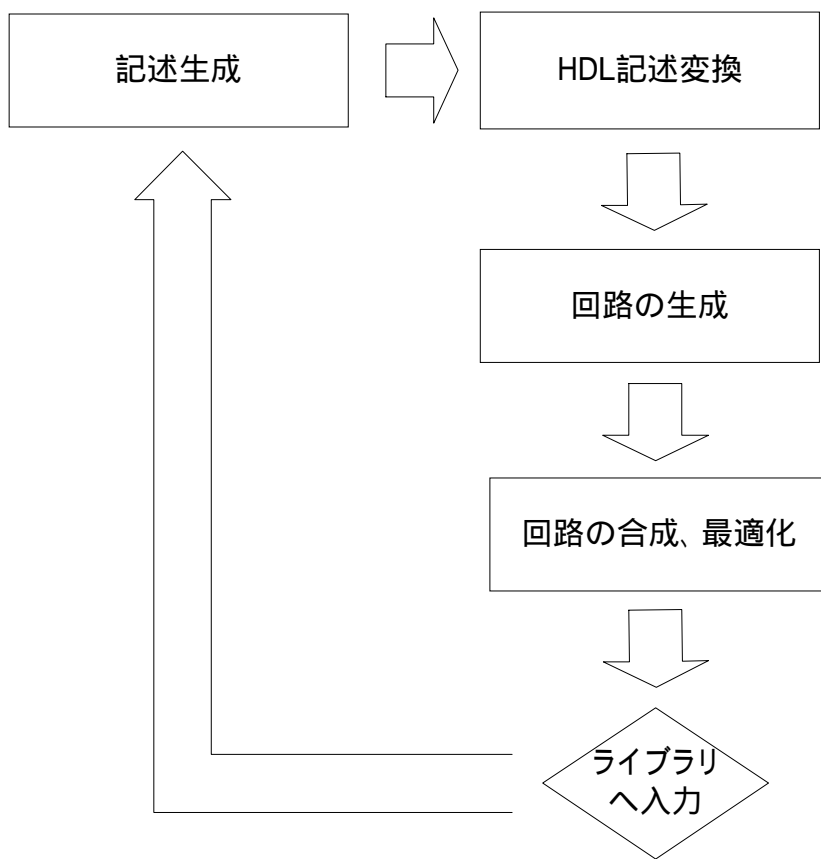 記述生成
HDL記述変換
回路の生成
回路の合成、最適化
ライブラリ
へ入力